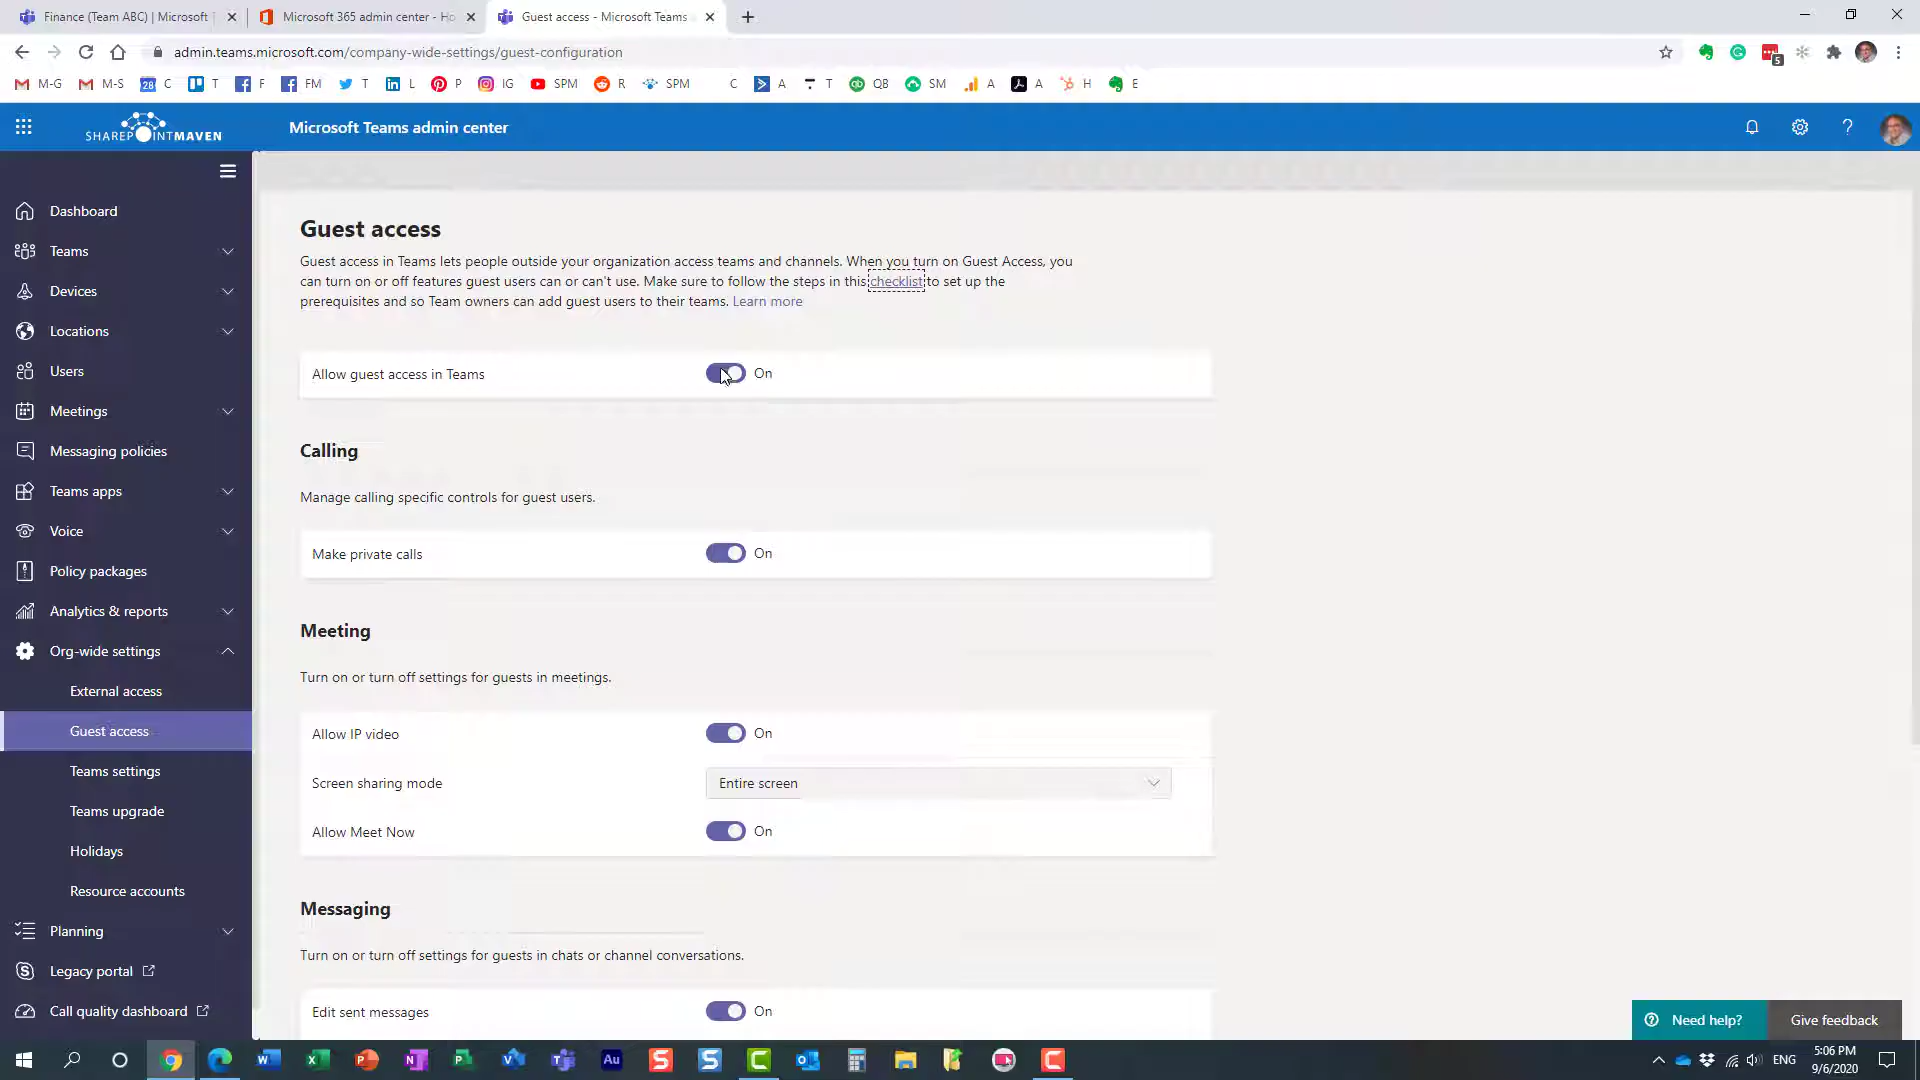 Finance (Team ABC) | Microsoft T
Microsoft 365 admin center - Ho
Guest access - Microsoft Teams
admin.teams.microsoft.com/company-wide-settings/guest-configuration
5
M-G
M-S
28
C
T
F
FM
T
L
P
IG
SPM
R
SPM
C
A
T
QB
SM
A
A
H
E
SHAREPOINTMAVEN
Microsoft Teams admin center
Dashboard
Teams
Devices
Locations
Users
Meetings
Messaging policies
Teams apps
Voice
Policy packages
Analytics & reports
Org-wide settings
External access
Guest access
Teams settings
Teams upgrade
Holidays
Resource accounts
Planning
Legacy portal
Call quality dashboard
Guest access
Guest access in Teams lets people outside your organization access teams and channels. When you turn on Guest Access, you
can turn on or off features guest users can or can't use. Make sure to follow the steps in this checklist to set up the
prerequisites and so Team owners can add guest users to their teams. Learn more
Allow guest access in Teams
On
Calling
Manage calling specific controls for guest users.
Make private calls
On
Meeting
Turn on or turn off settings for guests in meetings.
Allow IP video
On
Screen sharing mode
Entire screen
Allow Meet Now
On
Messaging
Turn on or turn off settings for guests in chats or channel conversations.
Edit sent messages
On
Need help?
Give feedback
Au
ENG
5:06 PM
9/6/2020